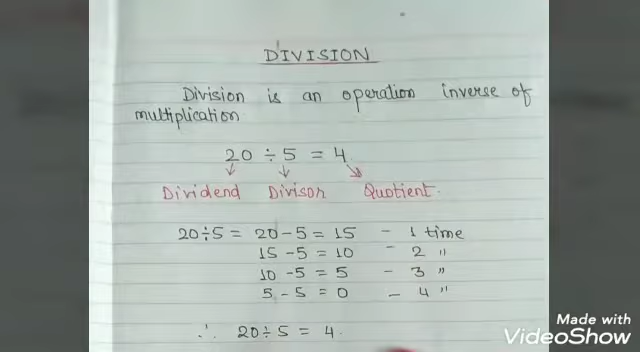 DIVISION
Division is an operation inverse of
multiplication
20 ÷ 5 = 4.
Dividend Divisor Quotient.
20÷5 = 20 - 5 = 15 - 1 time
15 - 5 = 10 - 2 "
10 - 5 = 5 - 3 "
5 - 5 = 0 - 4 "
∴ 20÷5 = 4.
Made with
VideoShow